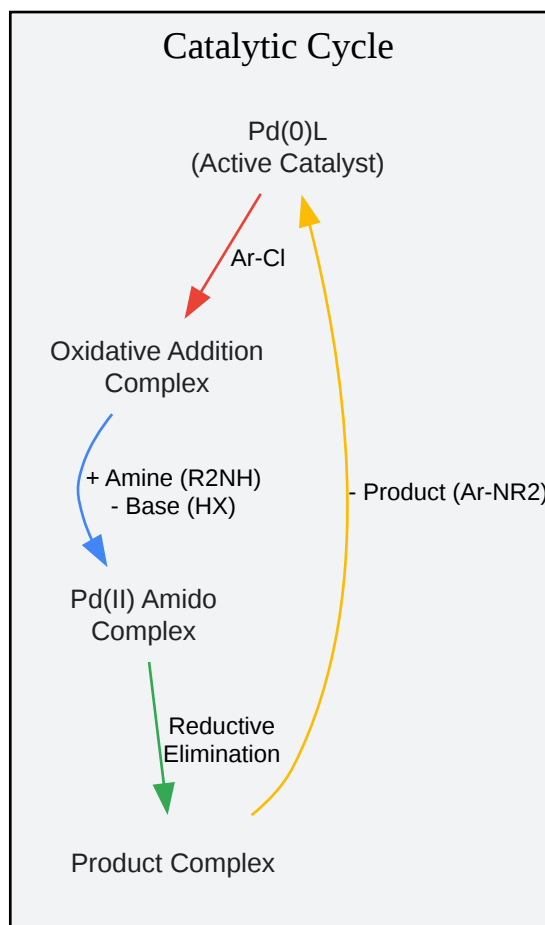 Catalytic Cycle
Pd(0)L
(Active Catalyst)
Ar-Cl
Oxidative Addition
Complex
+ Amine (R2NH)
- Base (HX)
- Product (Ar-NR2)
Pd(II) Amido
Complex
Reductive
Elimination
Product Complex